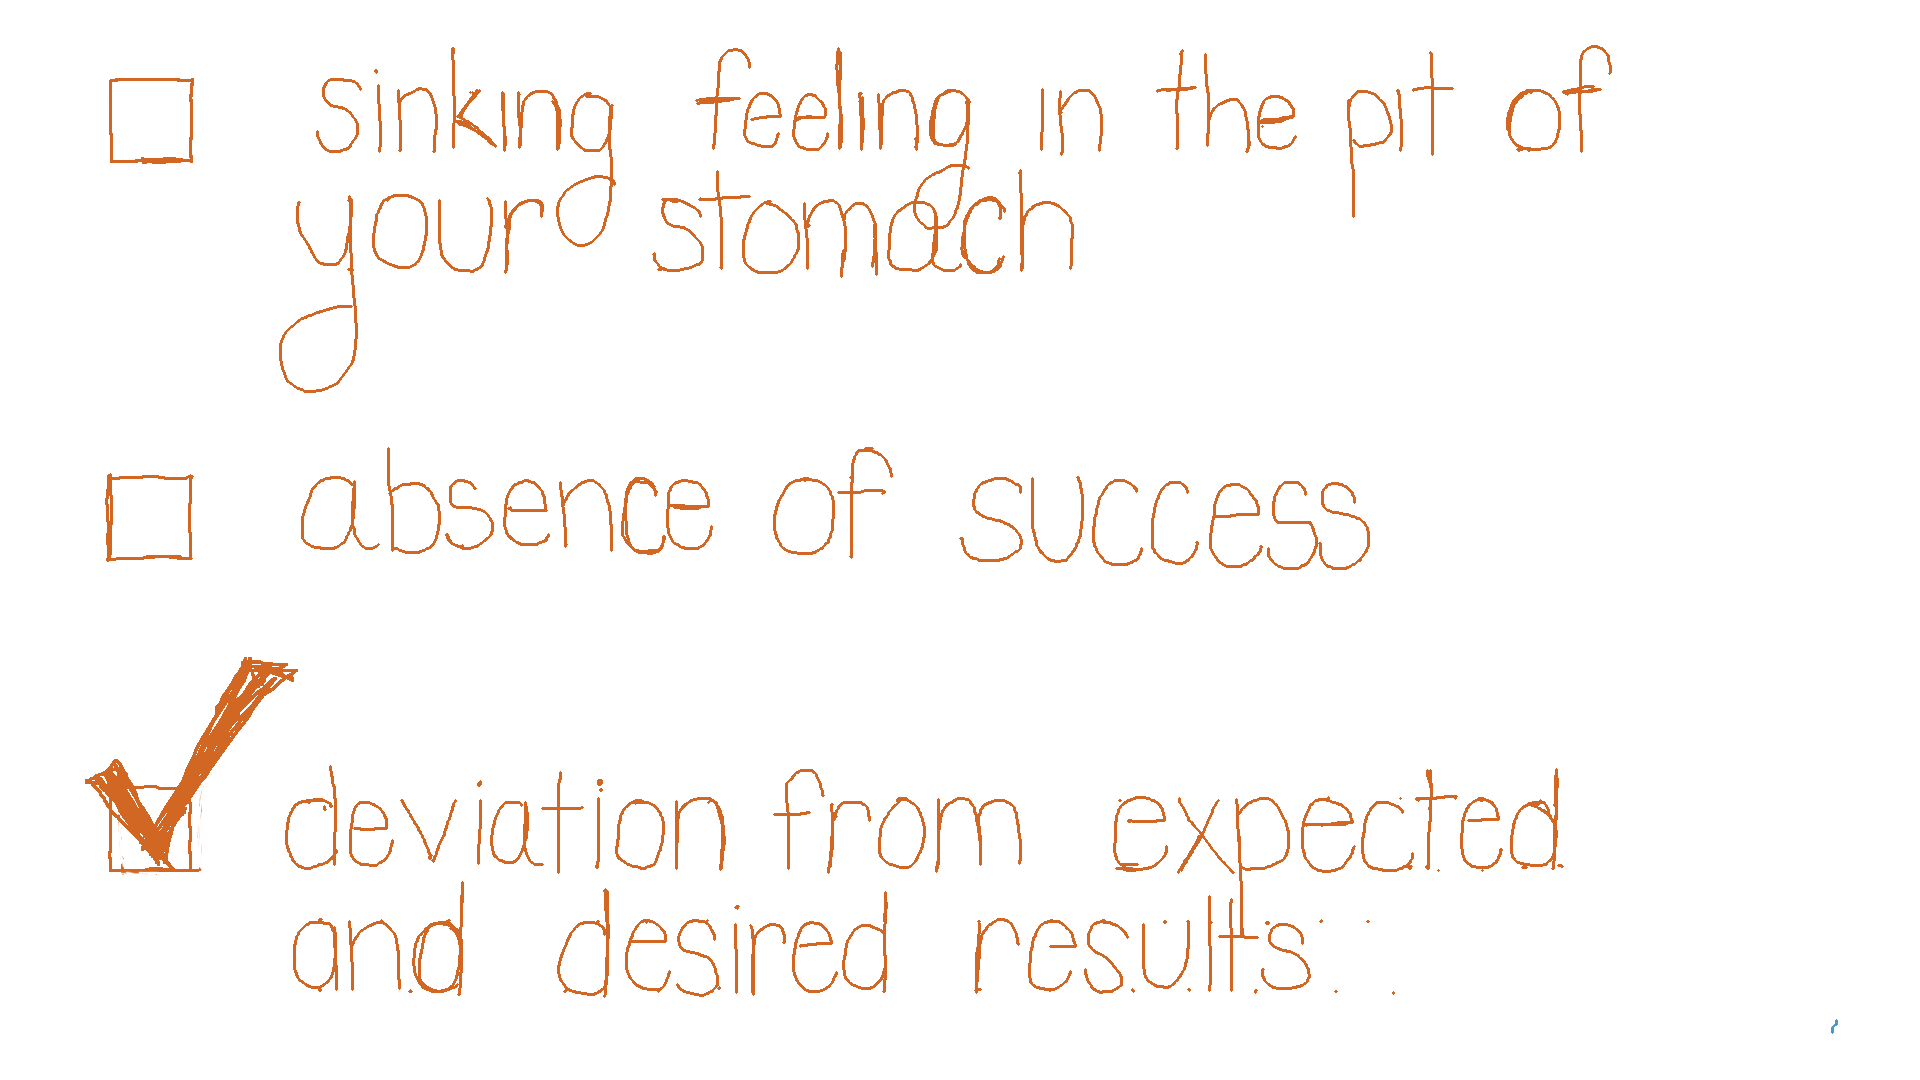 sinking feeling in the pit of
your stomach
absence of success
deviation from expected
and desired results